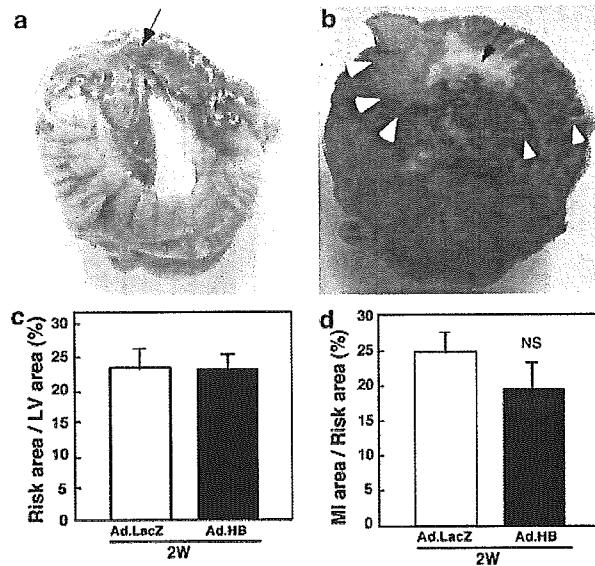 a
b
c
Risk area / LV area (%)
30
25
20
15
10
5
0
Ad.LacZ
Ad.HB
2W
d
MI area / Risk area (%)
30
25
20
15
10
5
0
NS
Ad.LacZ
Ad.HB
2W